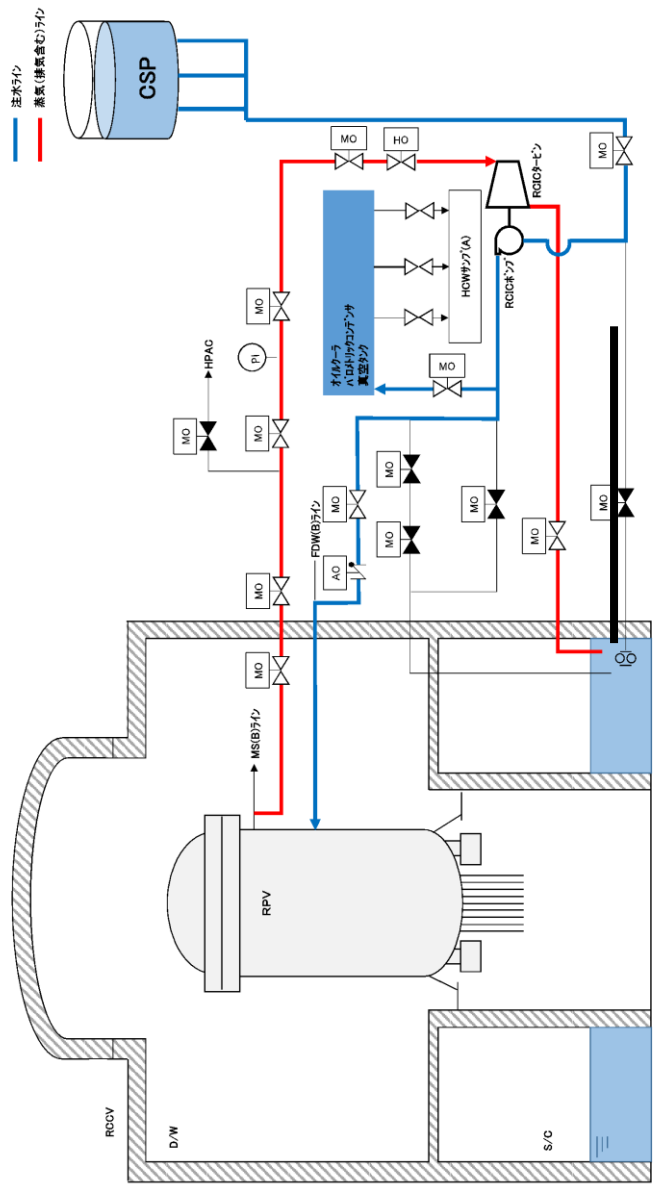 注水ライン
蒸気(排気含む)ライン
CSP
MO
HO
MO
RCICタービン
RCICポンプ
HCWサンプ(A)
オイルクーラ
バロメトリックコンデンサ
真空タンク
MO
PI
HPAC
MO
MO
MO
MO
MO
MO
MO
MO
MO
AO
FDW(B)ライン
MO
MO
MS(B)ライン
RPV
RCCV
D/W
S/C